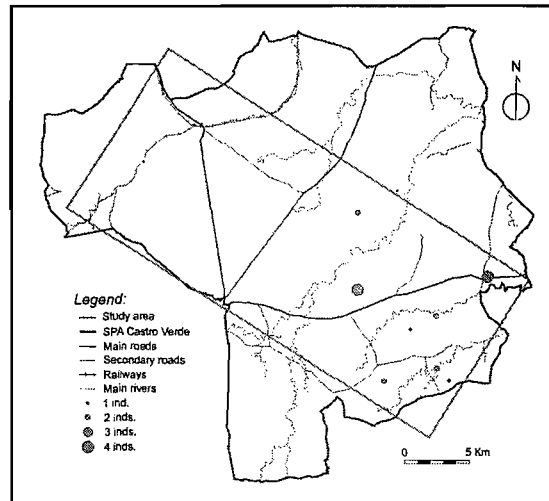 N
Legend:
Study area
SPA Castro Verde
Main roads
Secondary roads
Railways
Main rivers
1 ind.
2 inds.
3 inds.
4 inds.
0 5 Km